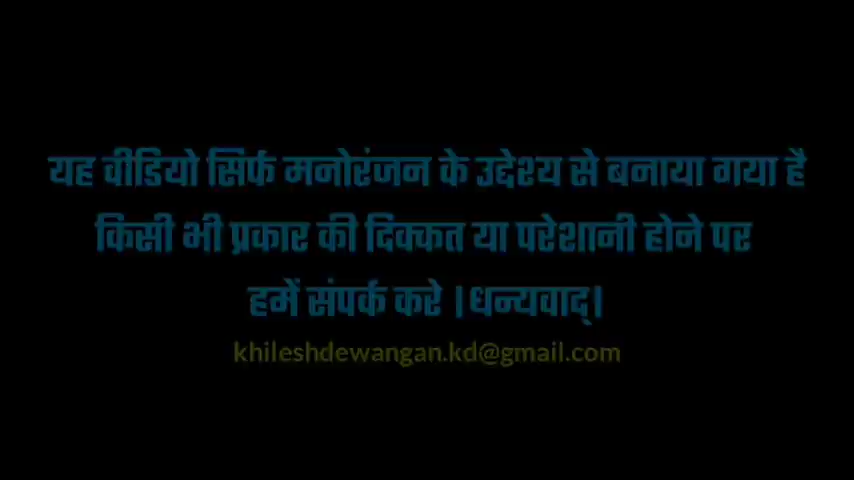 यह वीडियो सिर्फ मनोरंजन के उद्देश्य से बनाया गया है
किसी भी प्रकार की दिक्कत या परेशानी होने पर
हमें संपर्क करे । धन्यवाद्।
khileshdewangan.kd@gmail.com